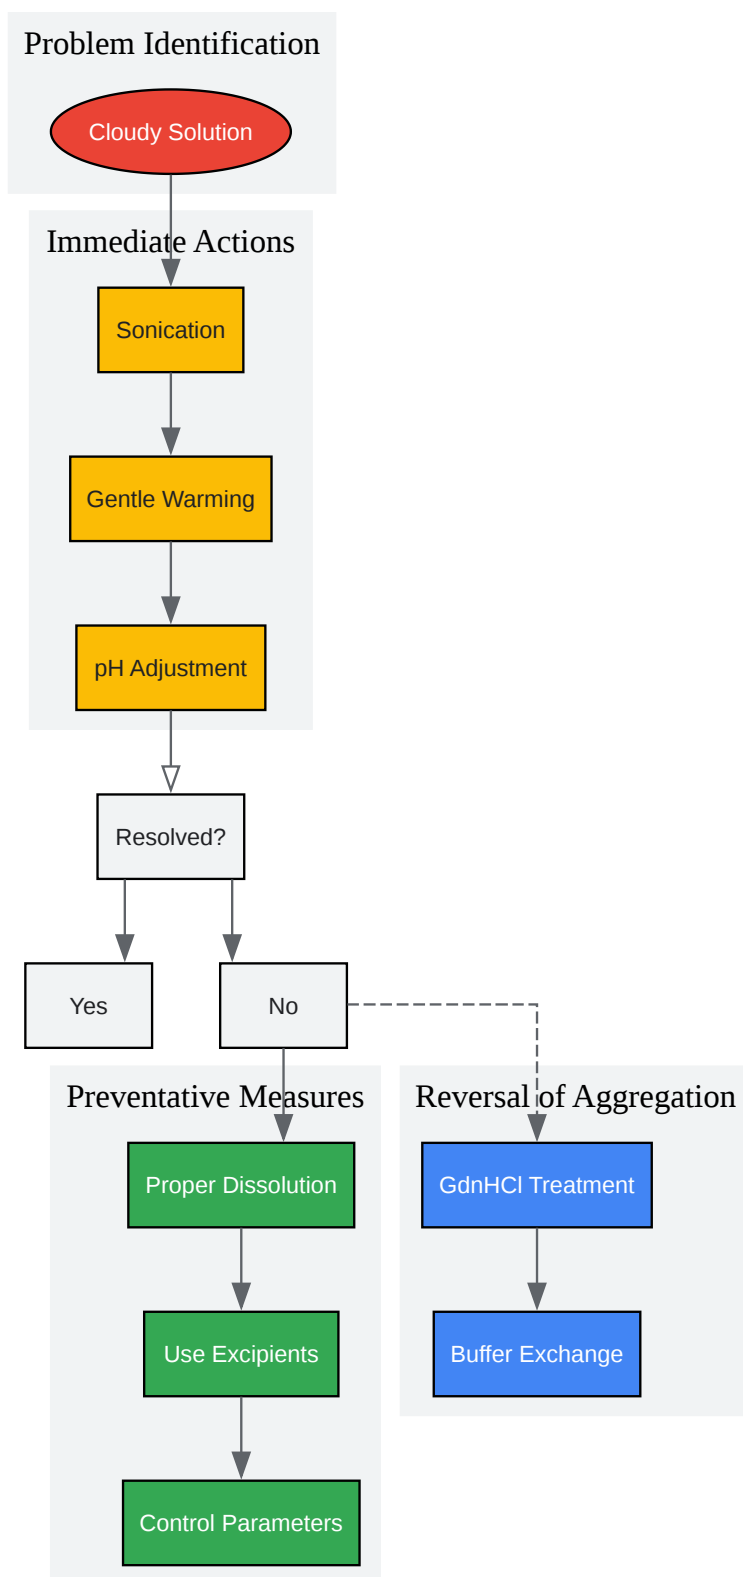 Problem Identification
Cloudy Solution
Immediate Actions
Sonication
Gentle Warming
pH Adjustment
Resolved?
Yes
No
Preventative Measures
Proper Dissolution
Use Excipients
Control Parameters
Reversal of Aggregation
GdnHCl Treatment
Buffer Exchange